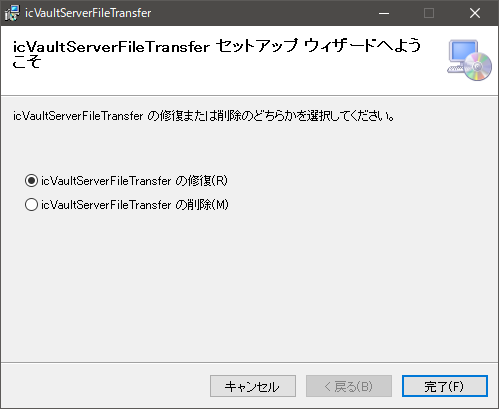 icVaultServerFileTransfer
icVaultServerFileTransfer セットアップ ウィザードへよう
こそ
icVaultServerFileTransfer の修復または削除のどちらかを選択してください。
icVaultServerFileTransfer の修復(R)
icVaultServerFileTransfer の削除(M)
キャンセル
< 戻る(B)
完了(F)